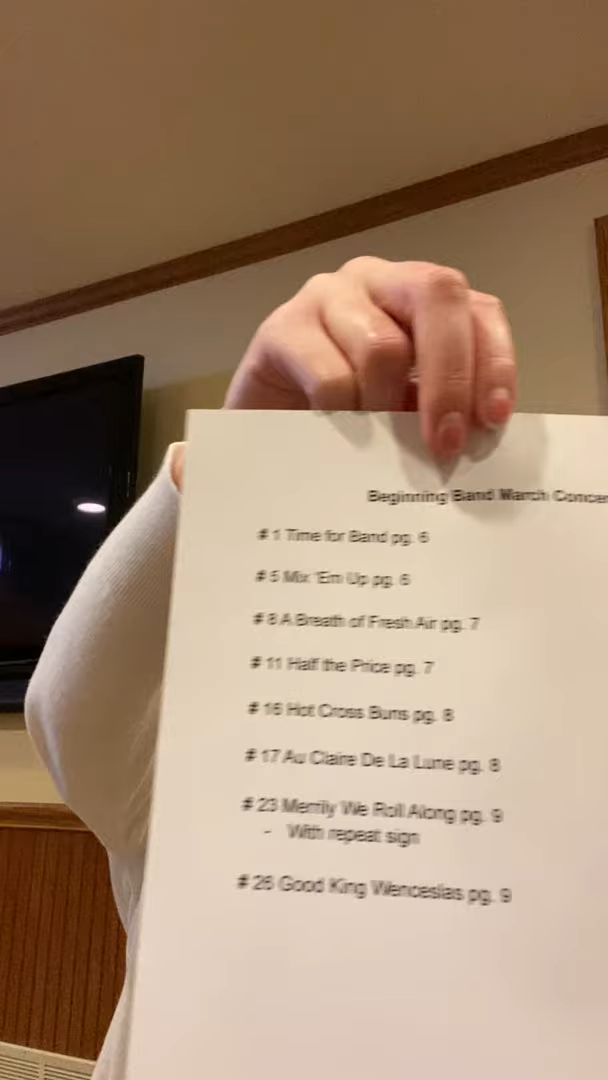 Beginning Band March Concer
# 1 Time for Band pg. 6
# 5 Mix 'Em Up pg. 6
# 8 A Breath of Fresh Air pg. 7
# 11 Half the Price pg. 7
# 16 Hot Cross Buns pg. 8
# 17 Au Claire De La Lune pg. 8
# 23 Merrily We Roll Along pg. 9
- With repeat sign
# 26 Good King Wenceslas pg. 9